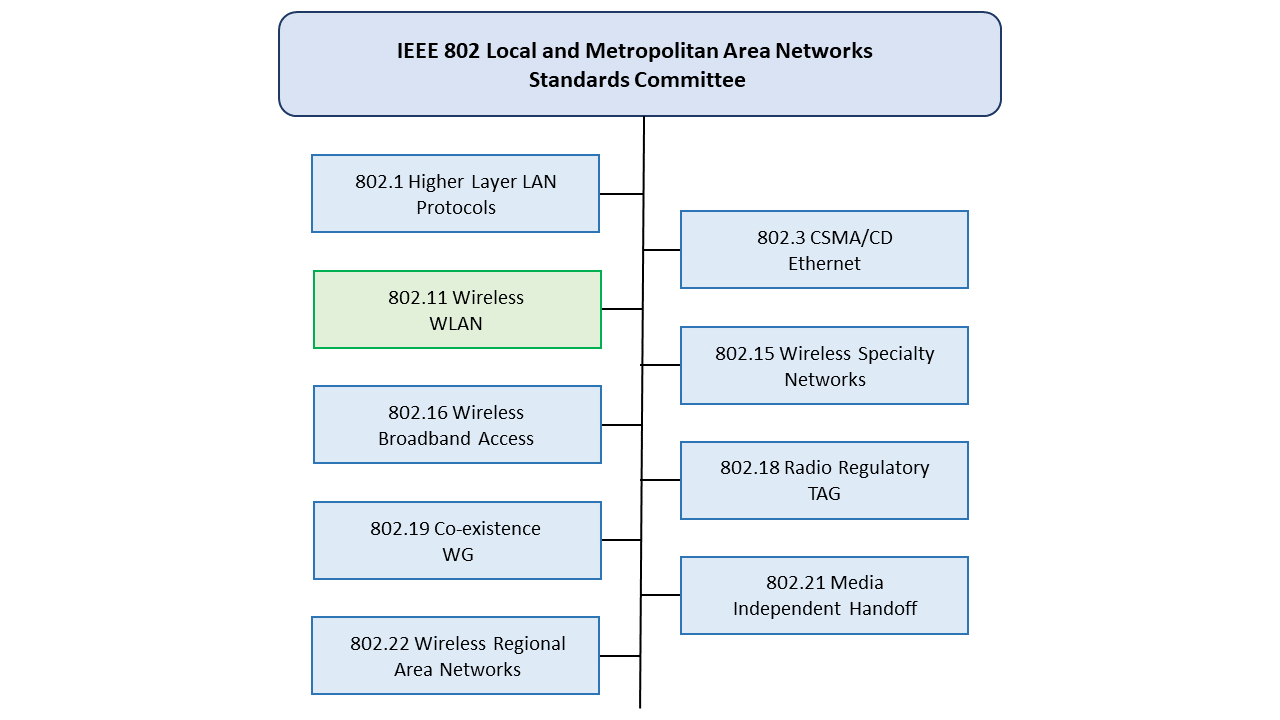 IEEE 802 Local and Metropolitan Area Networks
Standards Committee
802.1 Higher Layer LAN
Protocols
802.3 CSMA/CD
Ethernet
802.11 Wireless
WLAN
802.15 Wireless Specialty
Networks
802.16 Wireless
Broadband Access
802.18 Radio Regulatory
TAG
802.19 Co-existence
WG
802.21 Media
Independent Handoff
802.22 Wireless Regional
Area Networks